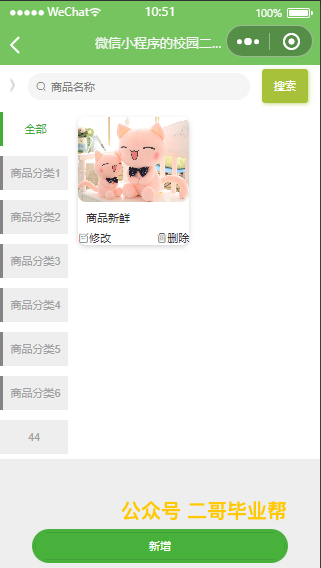 WeChat 10:51 100%
微信小程序的校园二...
商品名称 搜索
全部
商品分类1
商品分类2
商品分类3
商品分类4
商品分类5
商品分类6
44
商品新鲜
修改 删除
公众号 二哥毕业帮
新增